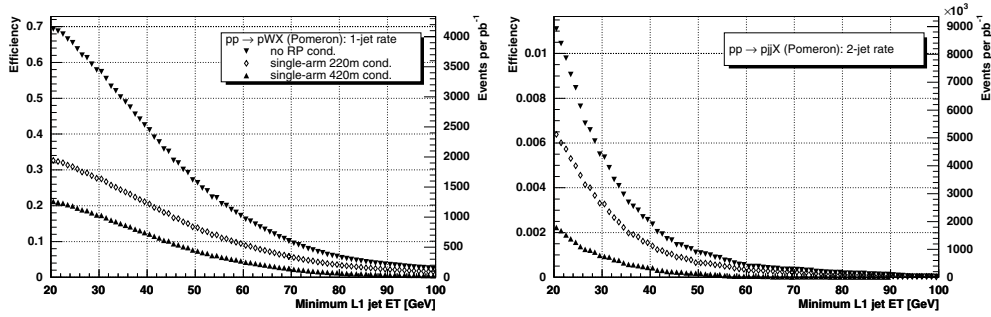 Efficiency
0.7
0.6
0.5
0.4
0.3
0.2
0.1
0
pp → pWX (Pomeron): 1-jet rate
no RP cond.
single-arm 220m cond.
single-arm 420m cond.
4000
3500
3000
2500
2000
1500
1000
500
0
Events per pb⁻¹
20 30 40 50 60 70 80 90 100
Minimum L1 jet ET [GeV]
Efficiency
0.01
0.008
0.006
0.004
0.002
0
pp → pjjX (Pomeron): 2-jet rate
×10³
9000
8000
7000
6000
5000
4000
3000
2000
1000
0
Events per pb⁻¹
20 30 40 50 60 70 80 90 100
Minimum L1 jet ET [GeV]